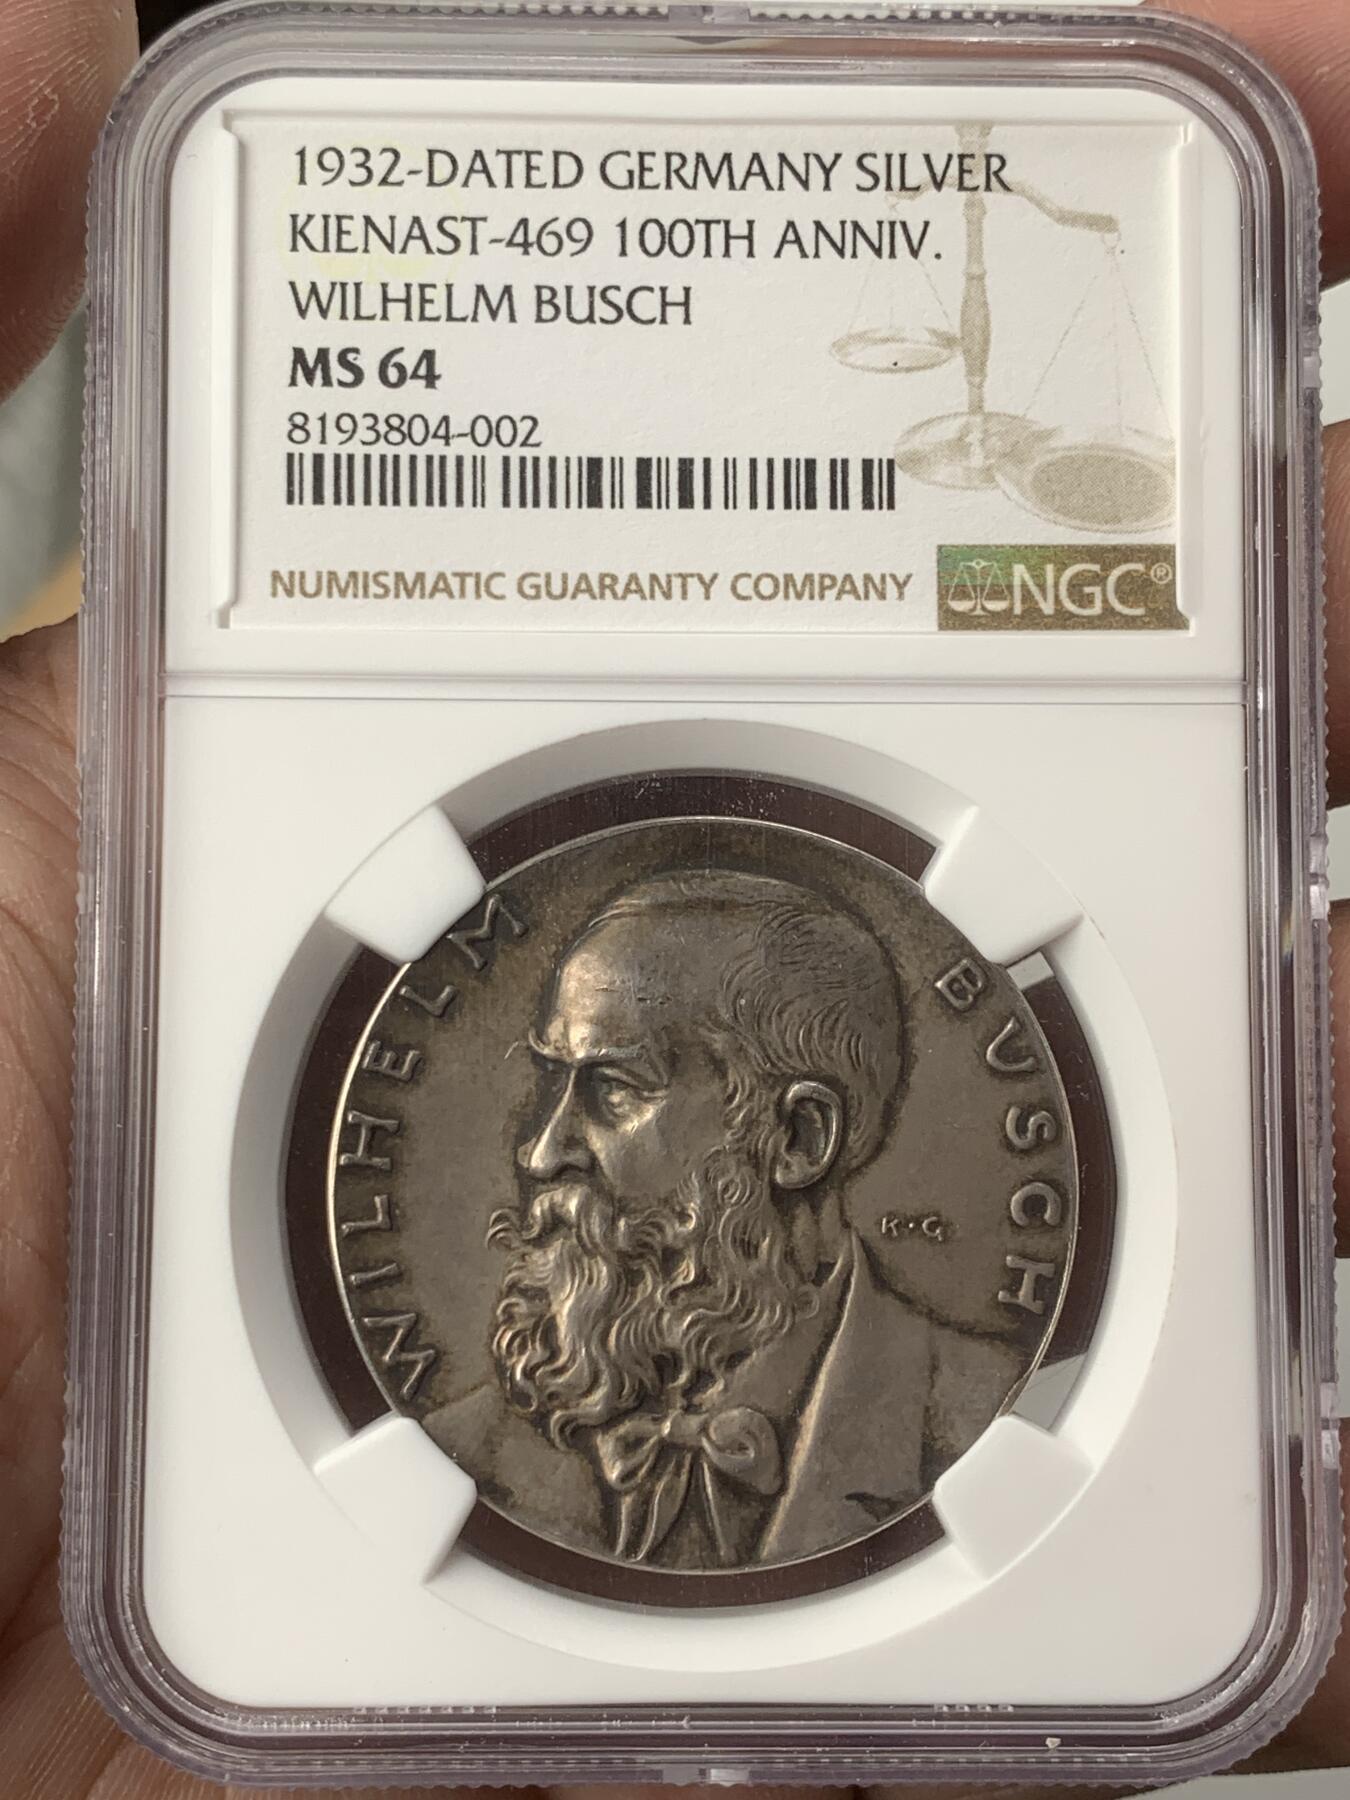 1932-DATED GERMANY SILVER
KIENAST-469 100TH ANNIV.
WILHELM BUSCH
MS 64
8193804-002
NUMISMATIC GUARANTY COMPANY
NGC®
WILHELM BUSCH
K·G